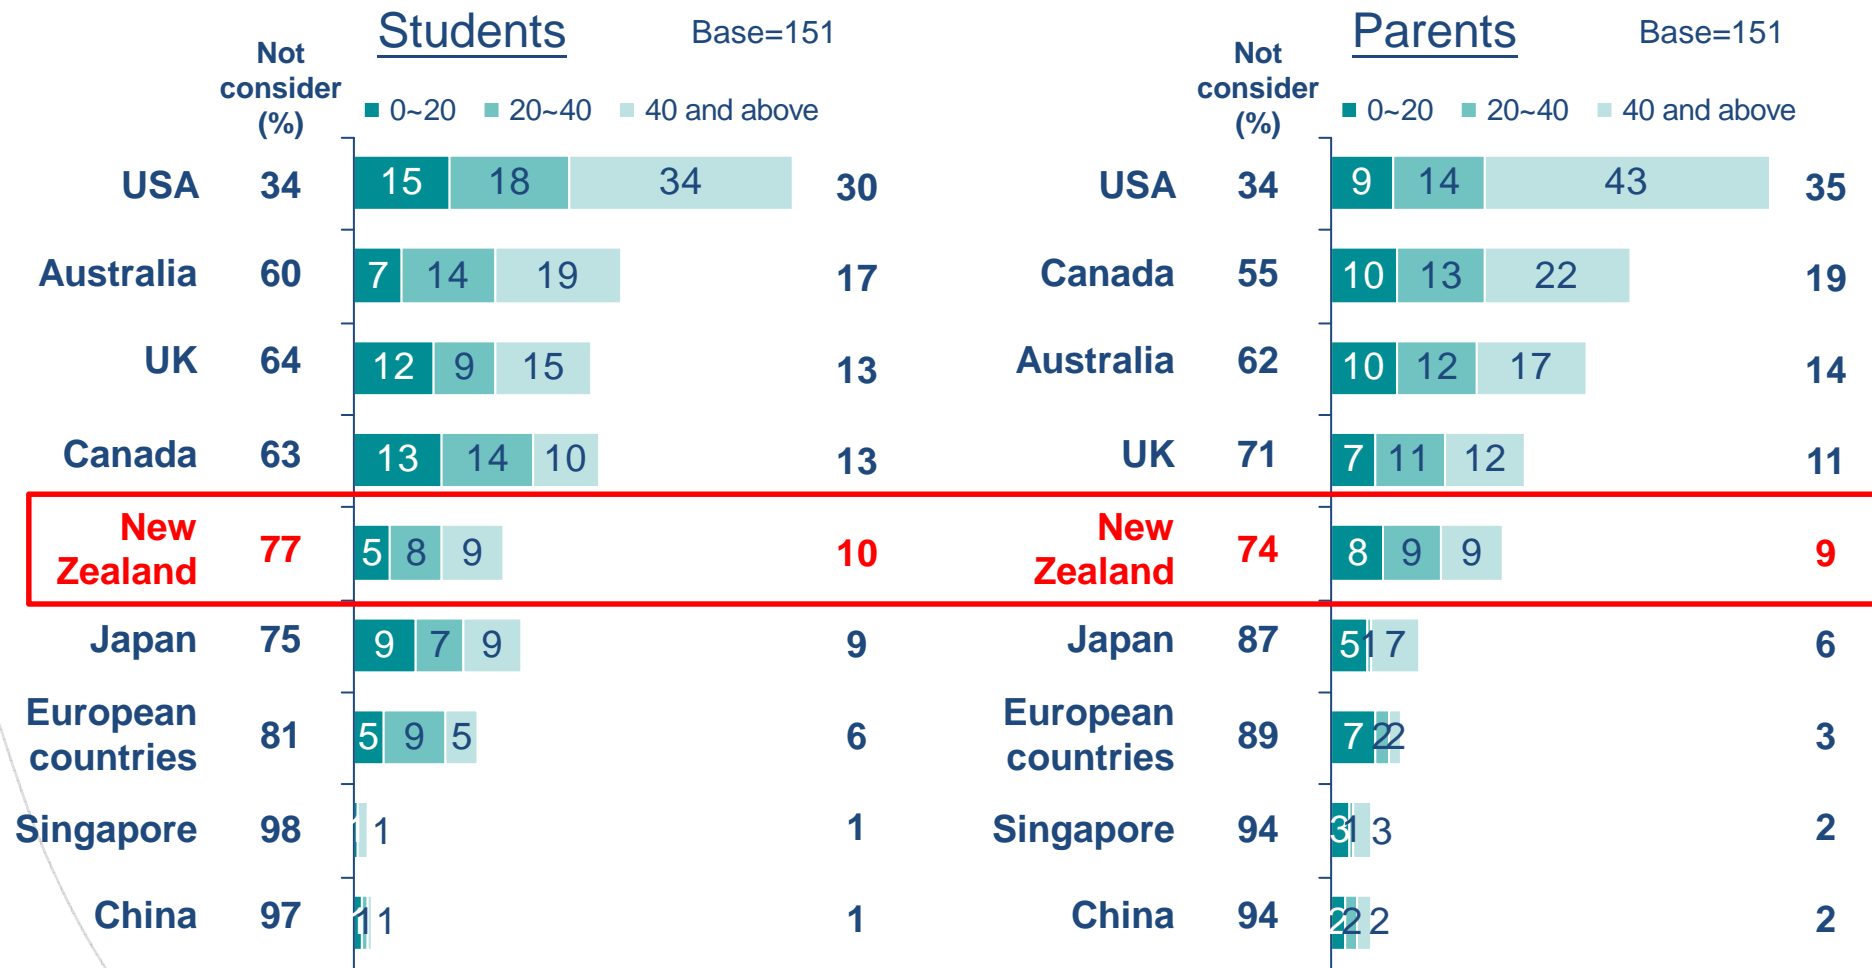 Students
Base=151
Not
consider
(%)
0~20 20~40 40 and above
USA 34 15 18 34 30
Australia 60 7 14 19 17
UK 64 12 9 15 13
Canada 63 13 14 10 13
New
Zealand 77 5 8 9 10
Japan 75 9 7 9 9
European
countries 81 5 9 5 6
Singapore 98 1 1 1
China 97 1 1 1
Parents
Base=151
Not
consider
(%)
0~20 20~40 40 and above
USA 34 9 14 43 35
Canada 55 10 13 22 19
Australia 62 10 12 17 14
UK 71 7 11 12 11
New
Zealand 74 8 9 9 9
Japan 87 5 1 7 6
European
countries 89 7 2 2 3
Singapore 94 3 1 3 2
China 94 2 2 2 2